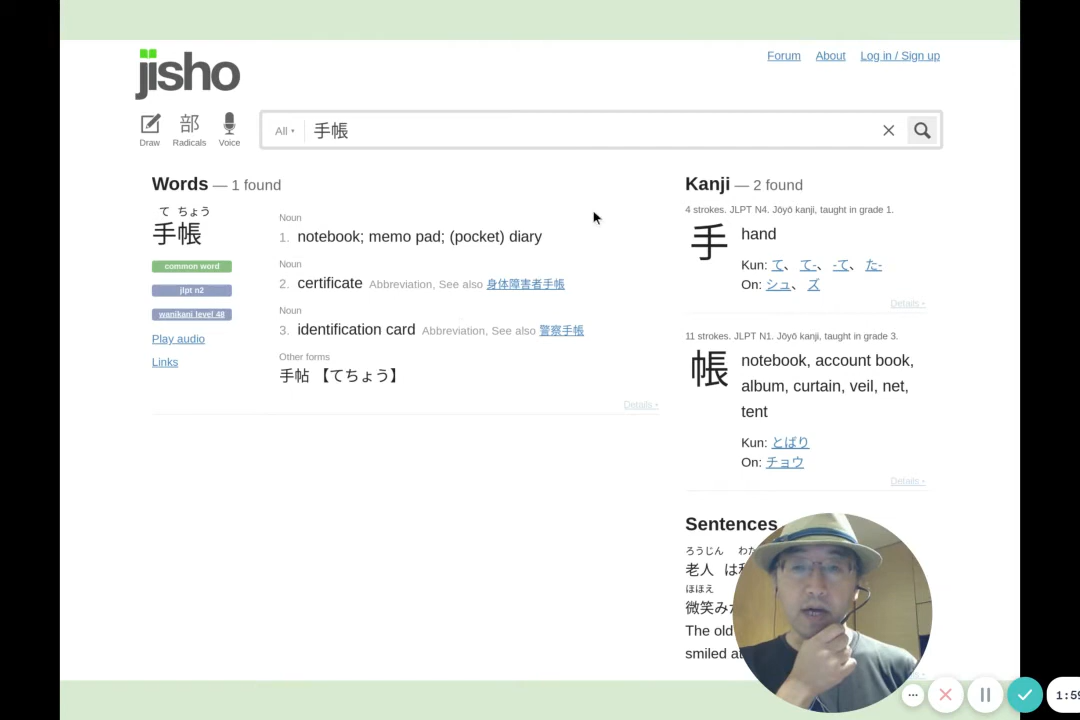 Forum About Log in / Sign up
jisho
Draw Radicals Voice
All 手帳
Words — 1 found
て ちょう
手帳
common word
jlpt n2
wanikani level 48
Play audio
Links
Noun
1. notebook; memo pad; (pocket) diary
Noun
2. certificate Abbreviation, See also 身体障害者手帳
Noun
3. identification card Abbreviation, See also 警察手帳
Other forms
手帖 【てちょう】
Details
Kanji — 2 found
4 strokes. JLPT N4. Jōyō kanji, taught in grade 1.
手 hand
Kun: て、 て-、 -て、 た-
On: シュ、 ズ
Details
11 strokes. JLPT N1. Jōyō kanji, taught in grade 3.
帳 notebook, account book,
album, curtain, veil, net,
tent
Kun: とばり
On: チョウ
Details
Sentences
ろうじん わた
老人 は
ほほえ
微笑み
The old
smiled
1:59